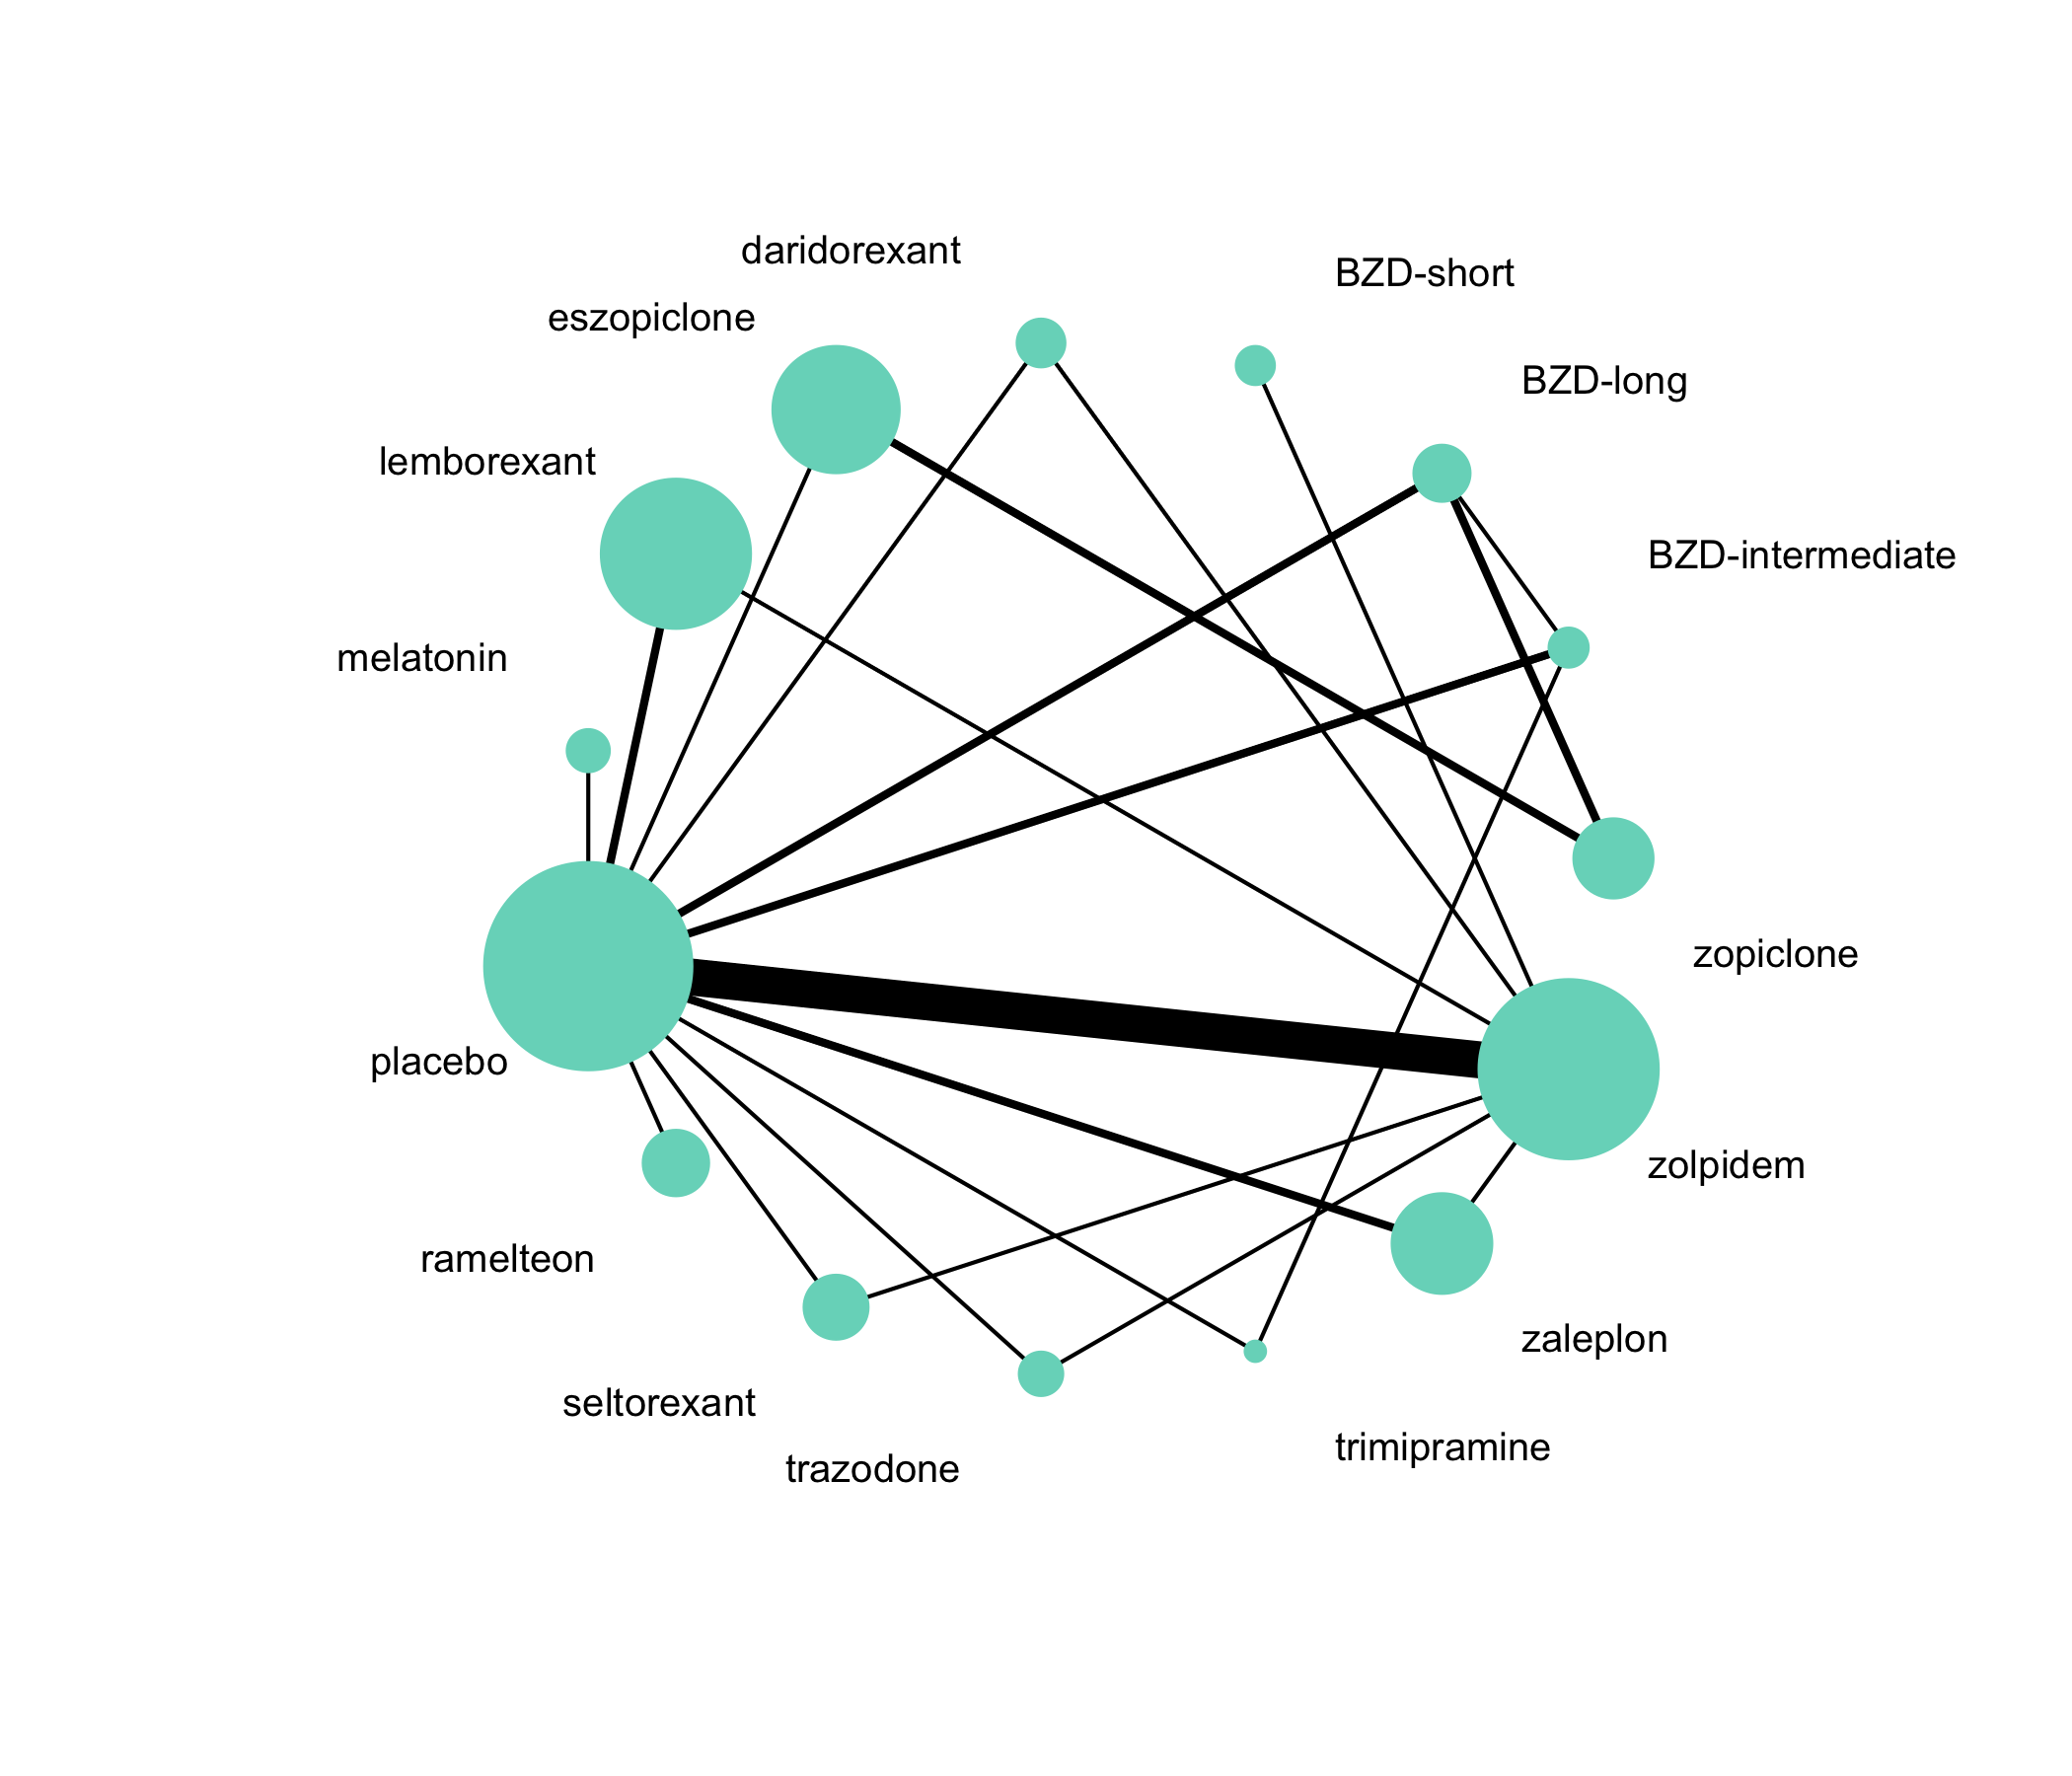 daridorexant
BZD-short
eszopiclone
BZD-long
lemborexant
BZD-intermediate
melatonin
zopiclone
placebo
zolpidem
ramelteon
zaleplon
seltorexant
trimipramine
trazodone